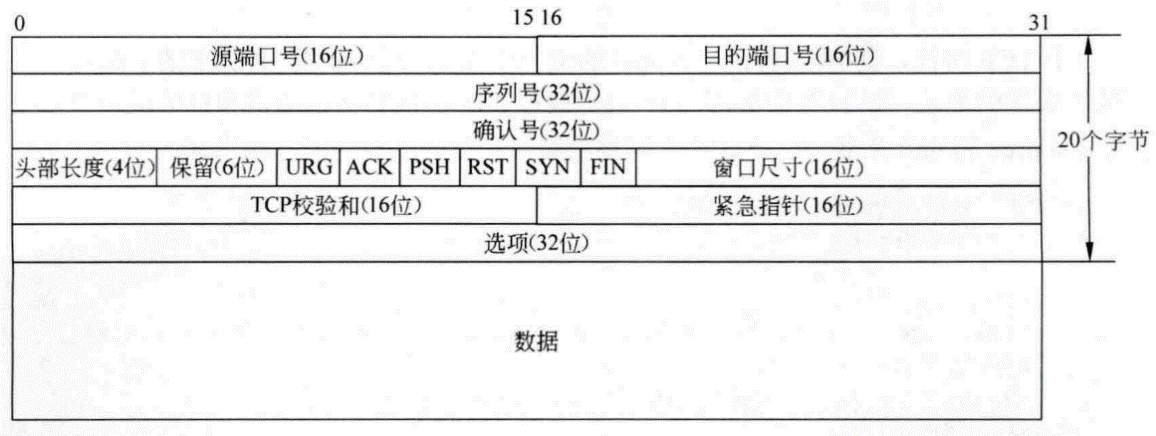 0 15 16 31
源端口号(16位) 目的端口号(16位)
序列号(32位)
确认号(32位)
20个字节
头部长度(4位) 保留(6位) URG ACK PSH RST SYN FIN 窗口尺寸(16位)
TCP校验和(16位) 紧急指针(16位)
选项(32位)
数据